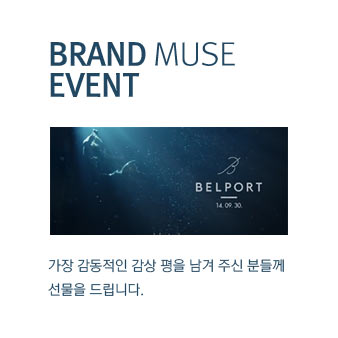 BRAND MUSE
EVENT
B
BELPORT
14. 09. 30.
가장 감동적인 감상 평을 남겨 주신 분들께
선물을 드립니다.